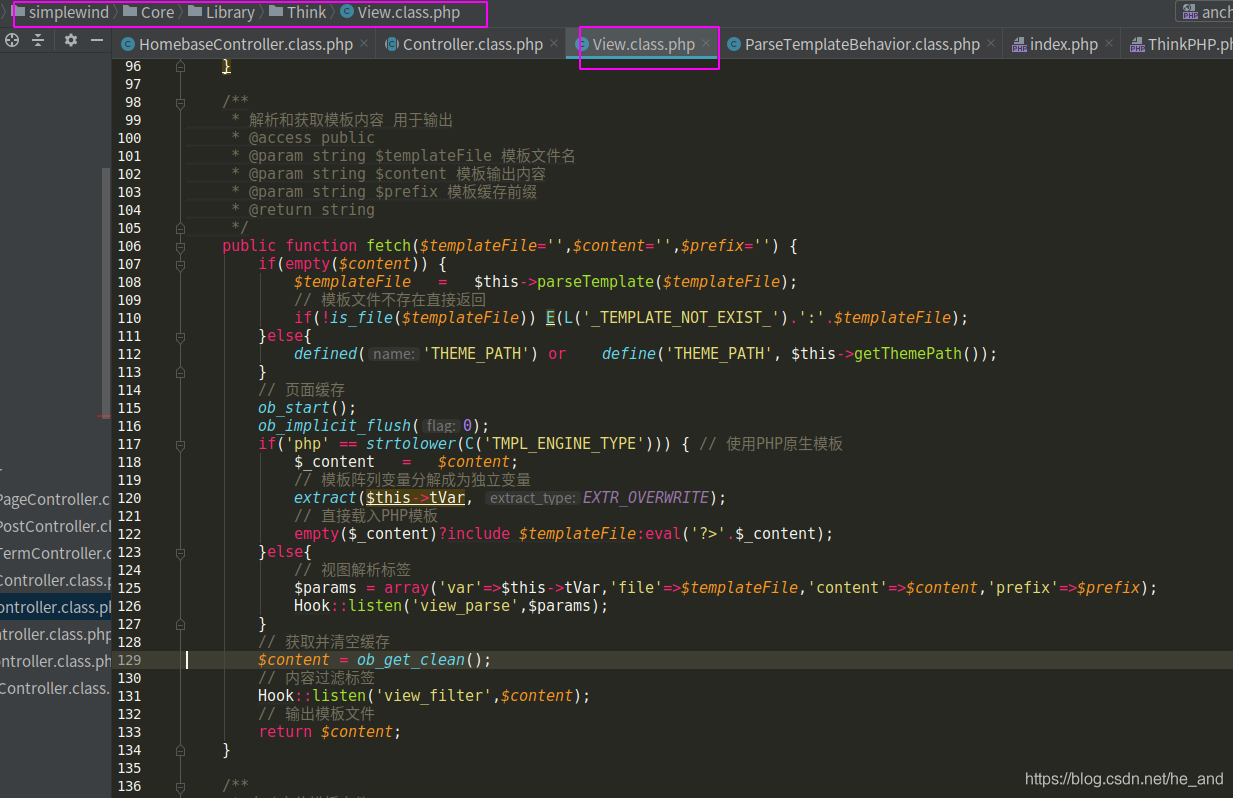 simplewind Core Library Think View.class.php anch
HomebaseController.class.php × Controller.class.php × View.class.php × ParseTemplateBehavior.class.php × index.php × ThinkPHP.ph
96 }
97
98 /**
99 * 解析和获取模板内容 用于输出
100 * @access public
101 * @param string $templateFile 模板文件名
102 * @param string $content 模板输出内容
103 * @param string $prefix 模板缓存前缀
104 * @return string
105 */
106 public function fetch($templateFile='',$content='',$prefix='') {
107 if(empty($content)) {
108 $templateFile = $this->parseTemplate($templateFile);
109 // 模板文件不存在直接返回
110 if(!is_file($templateFile)) E(L('_TEMPLATE_NOT_EXIST_').':'.$templateFile);
111 }else{
112 defined( name: 'THEME_PATH') or define('THEME_PATH', $this->getThemePath());
113 }
114 // 页面缓存
115 ob_start();
116 ob_implicit_flush( flag: 0);
117 if('php' == strtolower(C('TMPL_ENGINE_TYPE'))) { // 使用PHP原生模板
118 $_content = $content;
119 // 模板阵列变量分解成为独立变量
120 extract($this->tVar, extract_type: EXTR_OVERWRITE);
121 // 直接载入PHP模板
122 empty($_content)?include $templateFile:eval('?>'.$_content);
123 }else{
124 // 视图解析标签
125 $params = array('var'=>$this->tVar,'file'=>$templateFile,'content'=>$content,'prefix'=>$prefix);
126 Hook::listen('view_parse',$params);
127 }
128 // 获取并清空缓存
129 $content = ob_get_clean();
130 // 内容过滤标签
131 Hook::listen('view_filter',$content);
132 // 输出模板文件
133 return $content;
134 }
135
136 /**
PageController.c
PostController.cl
TermController.c
Controller.class.p
ontroller.class.pl
ntroller.class.php
ontroller.class.ph
Controller.class.
https://blog.csdn.net/he_and